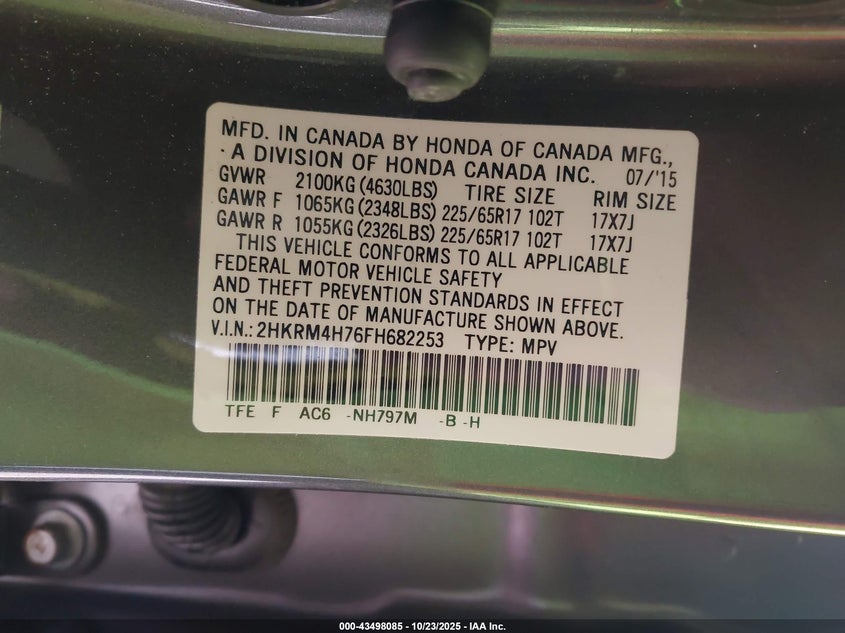 MFD. IN CANADA BY HONDA OF CANADA MFG.,
- A DIVISION OF HONDA CANADA INC. 07/'15
GVWR 2100KG (4630LBS) TIRE SIZE RIM SIZE
GAWR F 1065KG (2348LBS) 225/65R17 102T 17X7J
GAWR R 1055KG (2326LBS) 225/65R17 102T 17X7J
THIS VEHICLE CONFORMS TO ALL APPLICABLE
FEDERAL MOTOR VEHICLE SAFETY
AND THEFT PREVENTION STANDARDS IN EFFECT
ON THE DATE OF MANUFACTURE SHOWN ABOVE.
V.I.N.: 2HKRM4H76FH682253 TYPE: MPV
TFE F AC6 -NH797M -B -H
000-43498085 - 10/23/2025 - IAA Inc.